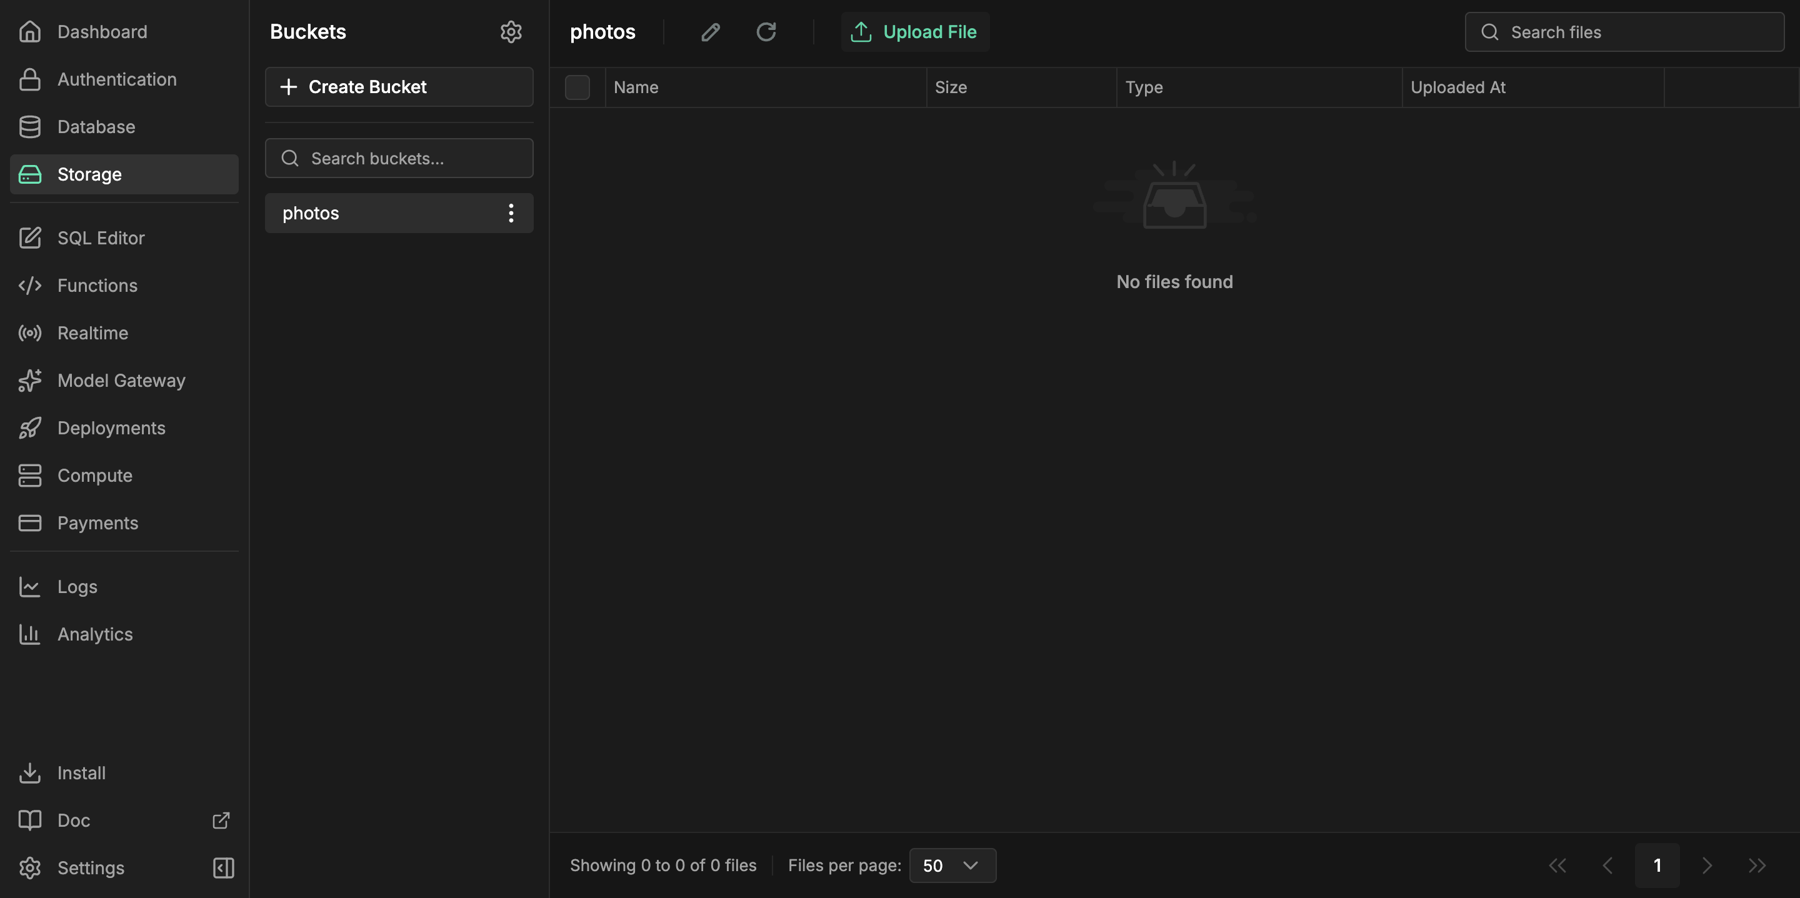 Dashboard
Authentication
Database
Storage
SQL Editor
Functions
Realtime
Model Gateway
Deployments
Compute
Payments
Logs
Analytics
Install
Doc
Settings
Buckets
Create Bucket
Search buckets...
photos
photos
Upload File
Search files
Name Size Type Uploaded At
No files found
Showing 0 to 0 of 0 files Files per page: 50
1